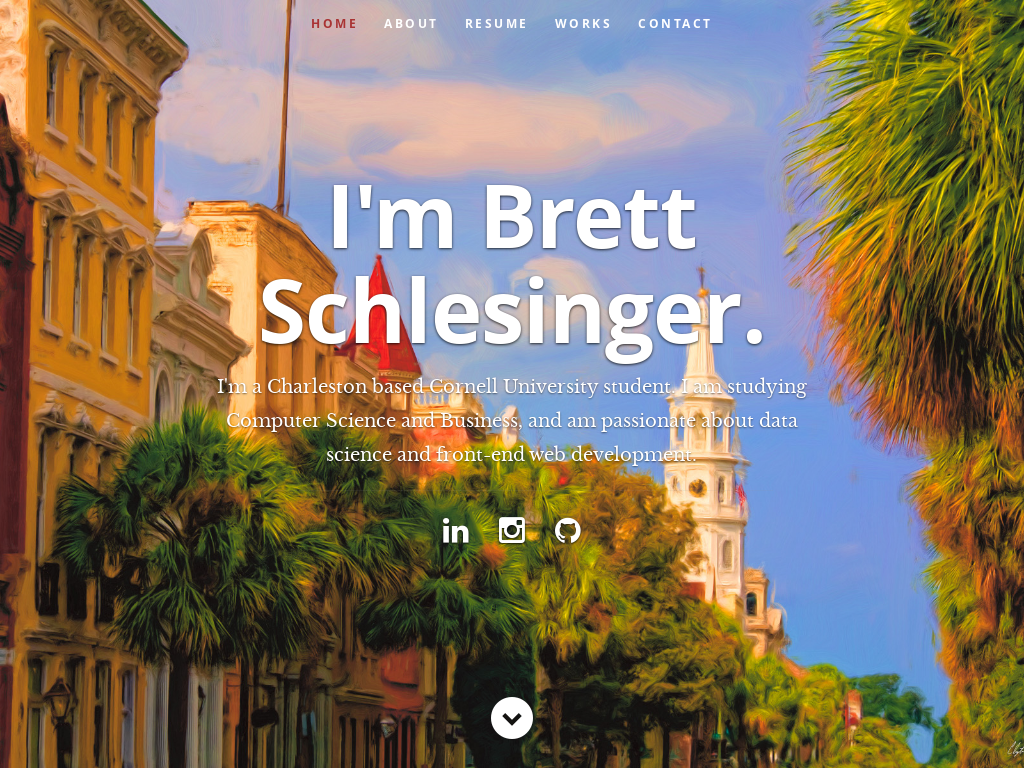 HOME ABOUT RESUME WORKS CONTACT
I'm Brett
Schlesinger.
I'm a Charleston based Cornell University student. I am studying
Computer Science and Business, and am passionate about data
science and front-end web development.
in